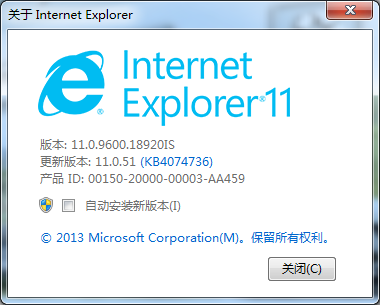 关于 Internet Explorer
Internet
Explorer®11
版本: 11.0.9600.18920IS
更新版本: 11.0.51 (KB4074736)
产品 ID: 00150-20000-00003-AA459
自动安装新版本(I)
© 2013 Microsoft Corporation(M)。保留所有权利。
关闭(C)